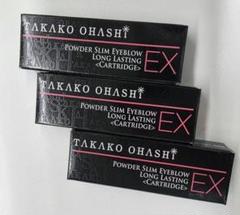 TAKAKO OHASHI
POWDER SLIM EYEBLOW
LONG LASTING
<CARTRIDGE>
EX
TAKAKO OHASHI
POWDER SLIM EYEBLOW
LONG LASTING
<CARTRIDGE>
EX
TAKAKO OHASHI
POWDER SLIM EYEBLOW
LONG LASTING
<CARTRIDGE>
EX